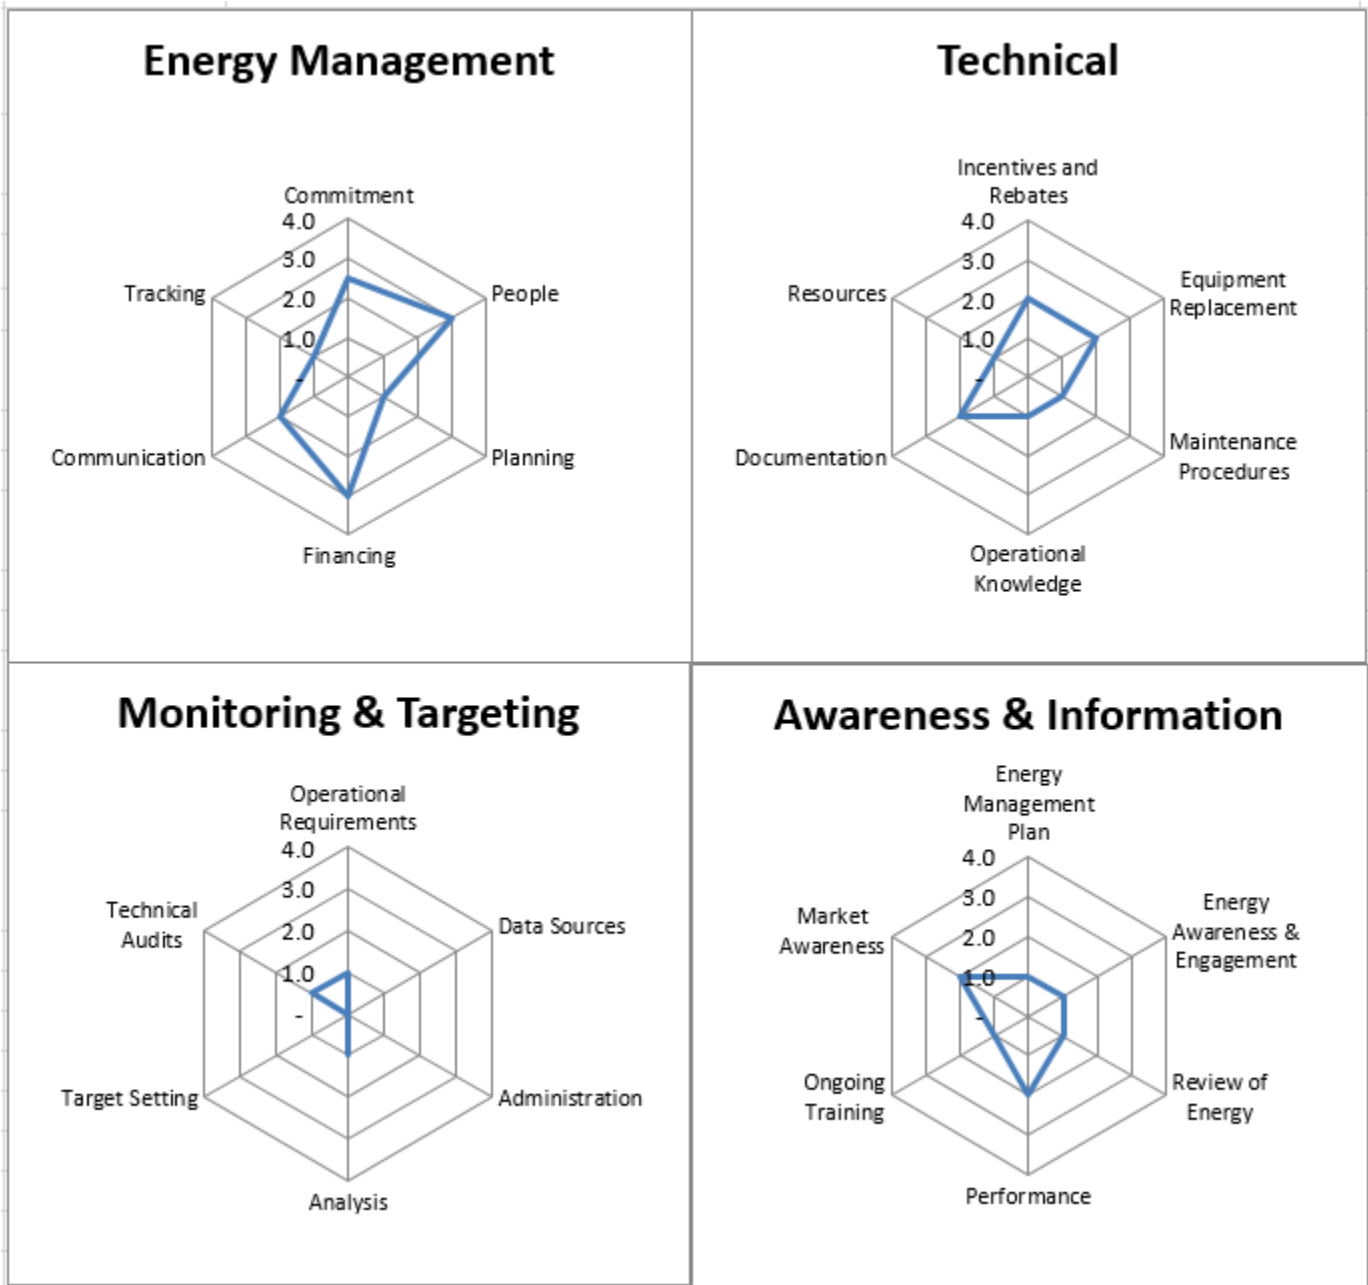 Energy Management
Commitment
4.0
3.0
2.0
1.0
-
Tracking
People
Communication
Planning
Financing
Technical
Incentives and
Rebates
4.0
3.0
2.0
1.0
-
Resources
Equipment
Replacement
Documentation
Maintenance
Procedures
Operational
Knowledge
Monitoring & Targeting
Operational
Requirements
4.0
3.0
2.0
1.0
-
Technical
Audits
Data Sources
Target Setting
Administration
Analysis
Awareness & Information
Energy
Management
Plan
4.0
3.0
2.0
1.0
-
Market
Awareness
Energy
Awareness &
Engagement
Ongoing
Training
Review of
Energy
Performance